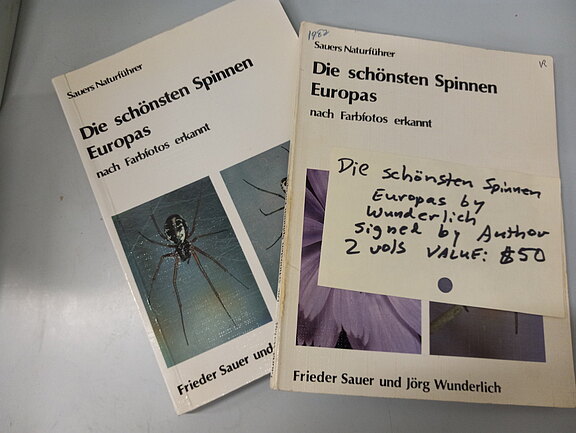 Sauers Naturführer
Die schönsten Spinnen
Europas
nach Farbfotos erkannt
Frieder Sauer und
1982
VR
Sauers Naturführer
Die schönsten Spinnen
Europas
nach Farbfotos erkannt
Die schönsten Spinnen
Europas by
Wunderlich
signed by Author
2 vols VALUE: $50
Frieder Sauer und Jörg Wunderlich